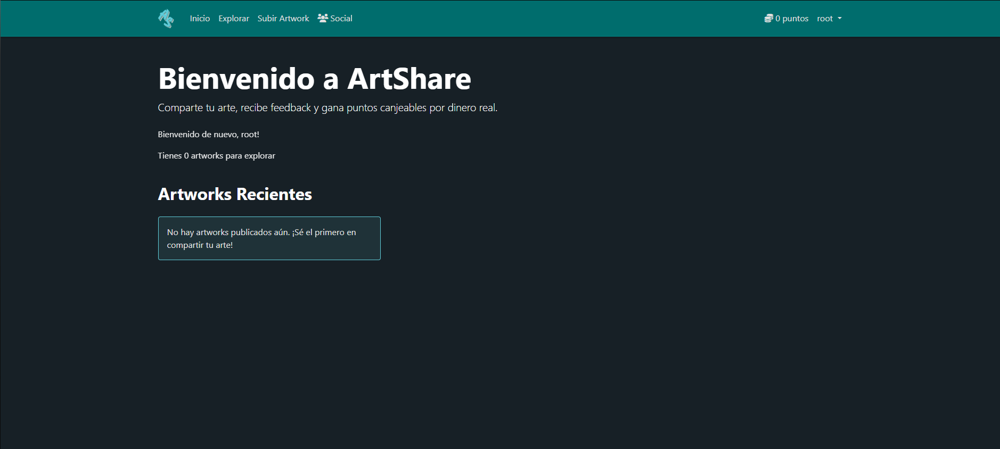 Inicio Explorar Subir Artwork Social 0 puntos root
Bienvenido a ArtShare
Comparte tu arte, recibe feedback y gana puntos canjeables por dinero real.
Bienvenido de nuevo, root!
Tienes 0 artworks para explorar
Artworks Recientes
No hay artworks publicados aún. ¡Sé el primero en
compartir tu arte!